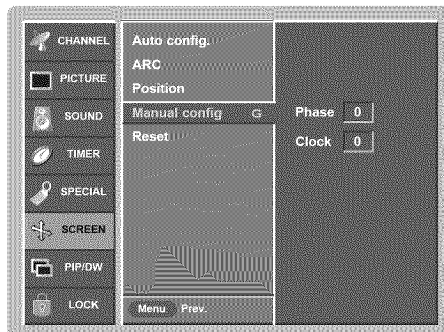 CHANNEL
PICTURE
SOUND
TIMER
SPECIAL
SCREEN
PIP/DW
LOCK
Auto config.
ARC
Position
Manual config G
Reset
Menu Prev.
Phase 0
Clock 0